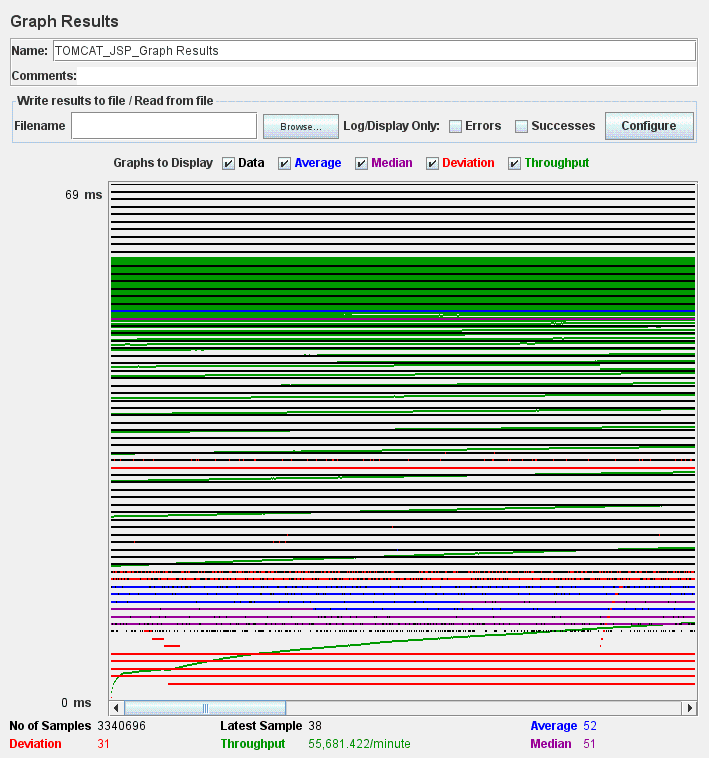 Graph Results
Name: TOMCAT_JSP_Graph Results
Comments:
Write results to file / Read from file
Filename Browse... Log/Display Only: Errors Successes Configure
Graphs to Display Data Average Median Deviation Throughput
69 ms
0 ms
No of Samples 3340696 Latest Sample 38 Average 52
Deviation 31 Throughput 55,681.422/minute Median 51